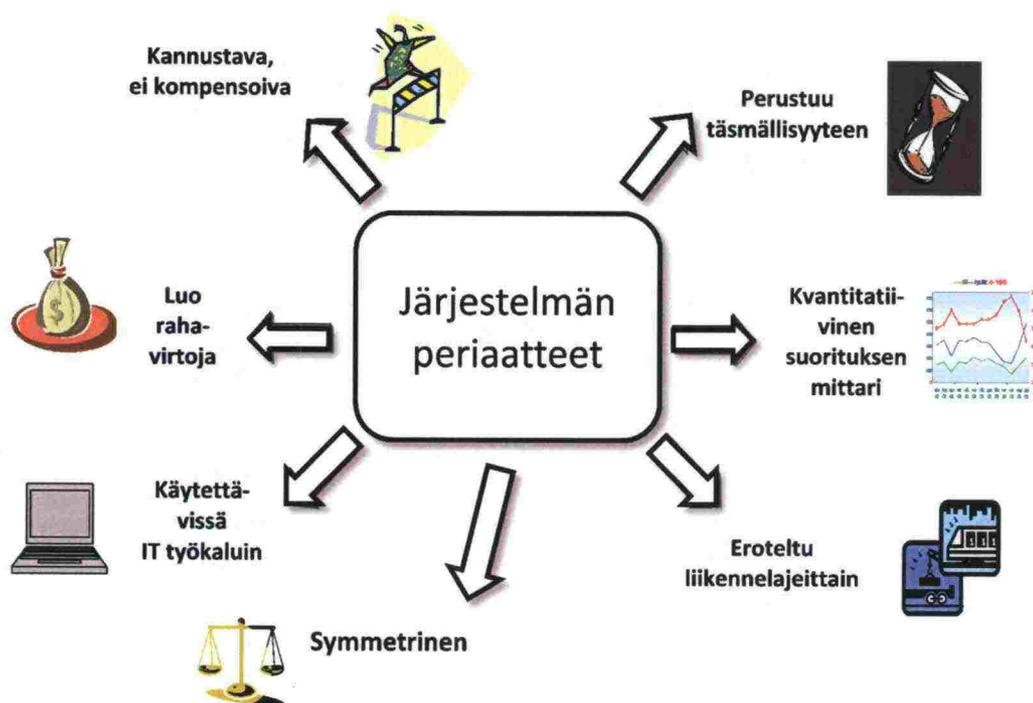 Kannustava,
ei kompensoiva
Perustuu
täsmällisyyteen
Järjestelmän
periaatteet
Luo
raha-
virtoja
Kvantitatii-
vinen
suorituksen
mittari
Käytettä-
vissä
IT työkaluin
Eroteltu
liikennelajeittain
Symmetrinen
$